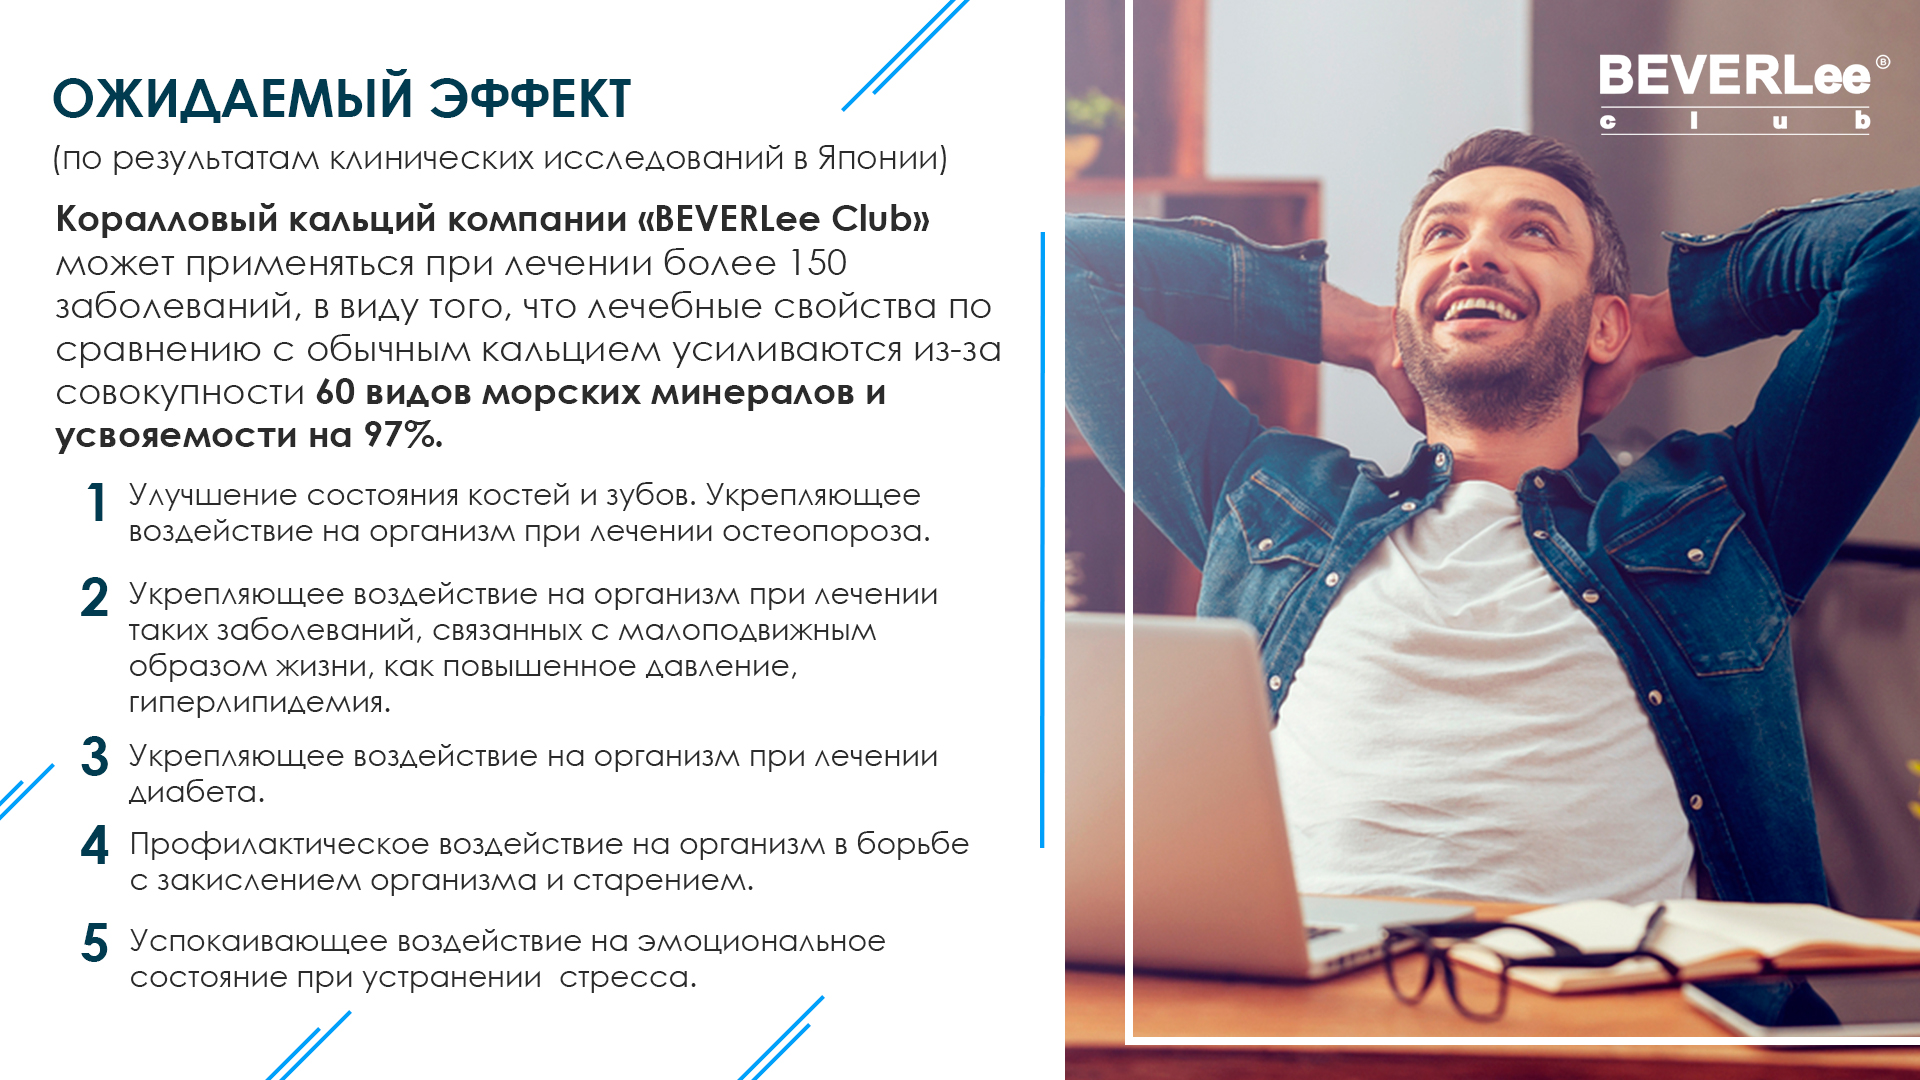 ОЖИДАЕМЫЙ ЭФФЕКТ
(по результатам клинических исследований в Японии)
Коралловый кальций компании «BEVERLee Club»
может применяться при лечении более 150
заболеваний, в виду того, что лечебные свойства по
сравнению с обычным кальцием усиливаются из-за
совокупности 60 видов морских минералов и
усвояемости на 97%.
1 Улучшение состояния костей и зубов. Укрепляющее
воздействие на организм при лечении остеопороза.
2 Укрепляющее воздействие на организм при лечении
таких заболеваний, связанных с малоподвижным
образом жизни, как повышенное давление,
гиперлипидемия.
3 Укрепляющее воздействие на организм при лечении
диабета.
4 Профилактическое воздействие на организм в борьбе
с закислением организма и старением.
5 Успокаивающее воздействие на эмоциональное
состояние при устранении  стресса.
BEVERLee ®
club